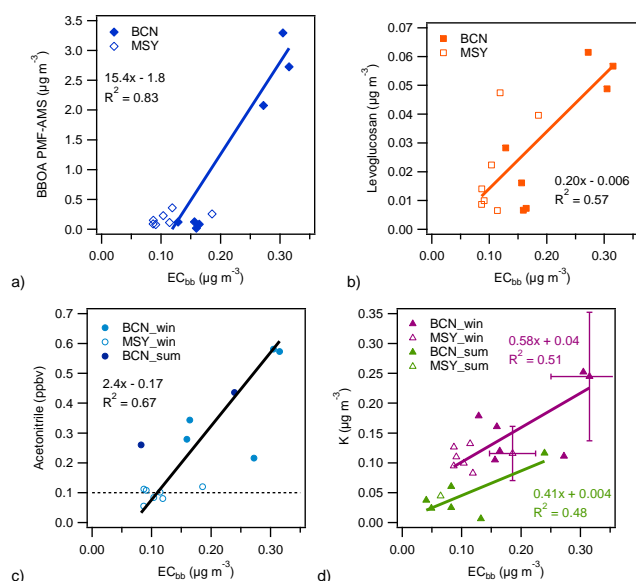 BCN
MSY
15.4x - 1.8
R² = 0.83
BBOA PMF-AMS (µg m⁻³)
3.5
3.0
2.5
2.0
1.5
1.0
0.5
0.0
0.00 0.10 0.20 0.30
EC_bb (µg m⁻³)
a)
BCN
MSY
Levoglucosan (µg m⁻³)
0.07
0.06
0.05
0.04
0.03
0.02
0.01
0.00
0.20x - 0.006
R² = 0.57
0.00 0.10 0.20 0.30
EC_bb (µg m⁻³)
b)
BCN_win
MSY_win
BCN_sum
2.4x - 0.17
R² = 0.67
Acetonitrile (ppbv)
0.7
0.6
0.5
0.4
0.3
0.2
0.1
0.0
0.00 0.10 0.20 0.30
EC_bb (µg m⁻³)
c)
BCN_win
MSY_win
BCN_sum
MSY_sum
0.58x + 0.04
R² = 0.51
K (µg m⁻³)
0.35
0.30
0.25
0.20
0.15
0.10
0.05
0.00
0.41x + 0.004
R² = 0.48
0.00 0.10 0.20 0.30
EC_bb (µg m⁻³)
d)